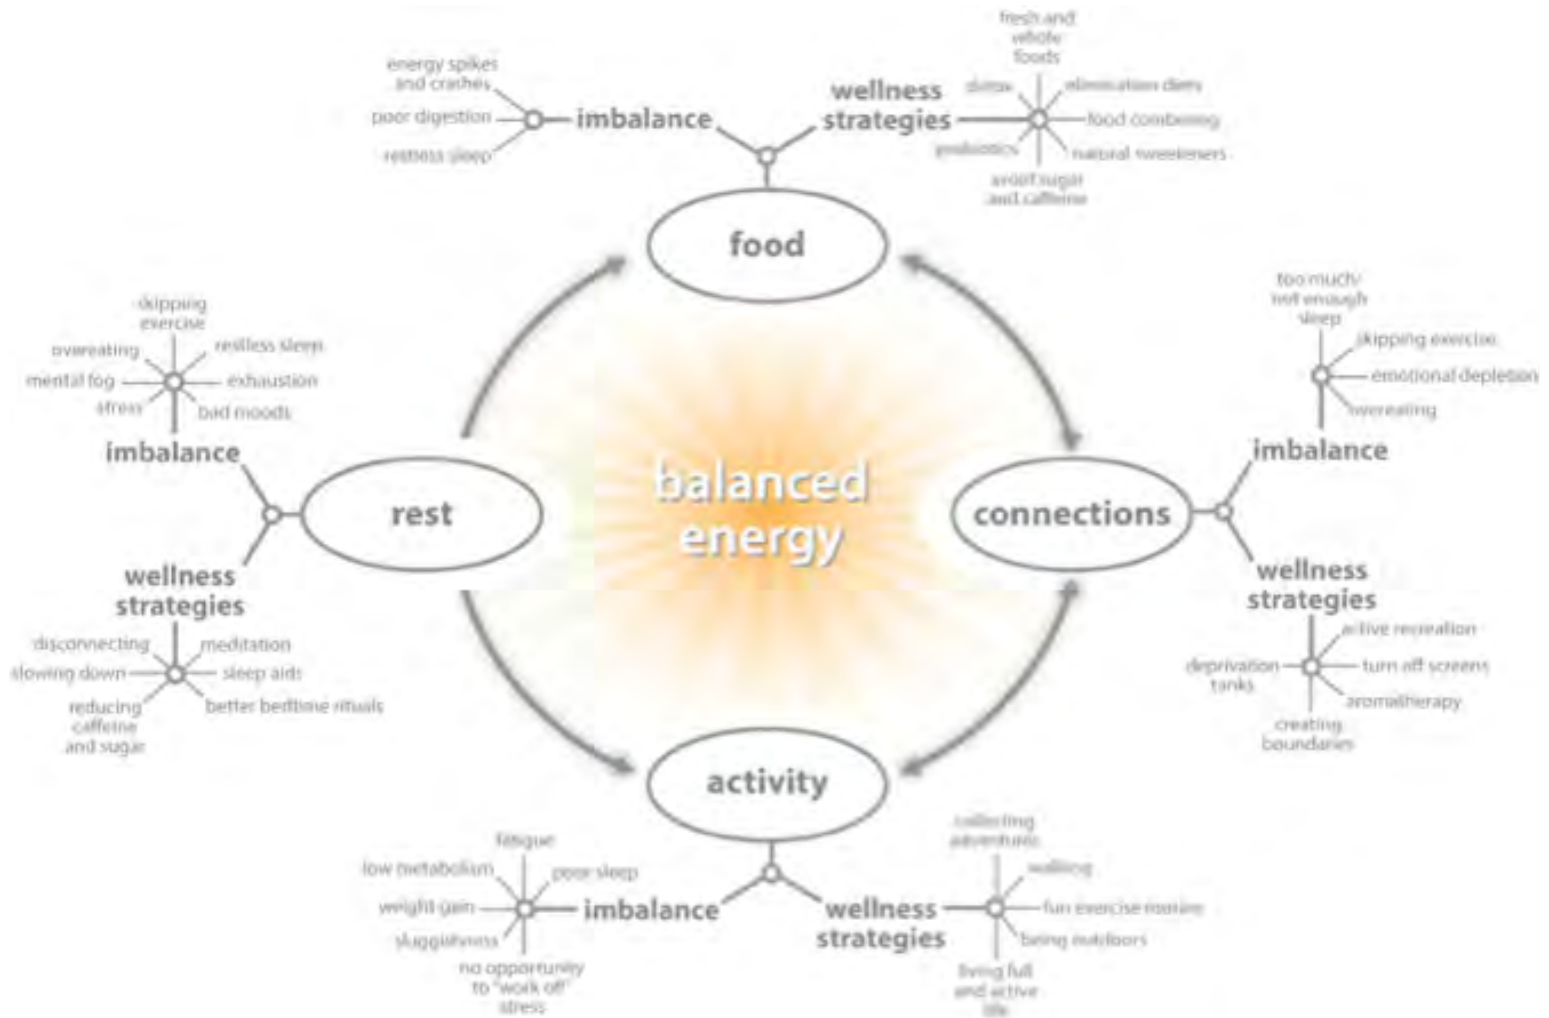 fresh and
whole
foods
energy spikes
and crashes
poor digestion
restless sleep
imbalance
wellness
strategies
detox
elimination diets
food combining
natural sweeteners
probiotics
avoid sugar
and caffeine
food
skipping
exercise
overeating
restless sleep
mental fog
exhaustion
stress
bad moods
imbalance
too much/
not enough
sleep
skipping exercise
emotional depletion
overeating
imbalance
balanced
energy
rest
connections
wellness
strategies
disconnecting
meditation
slowing down
sleep aids
reducing
caffeine
and sugar
better bedtime rituals
wellness
strategies
active recreation
deprivation
tanks
turn off screens
aromatherapy
creating
boundaries
activity
fatigue
low metabolism
poor sleep
weight gain
sluggishness
no opportunity
to "work off"
stress
imbalance
wellness
strategies
collecting
adventures
walking
fun exercise routine
being outdoors
living full
and active
life